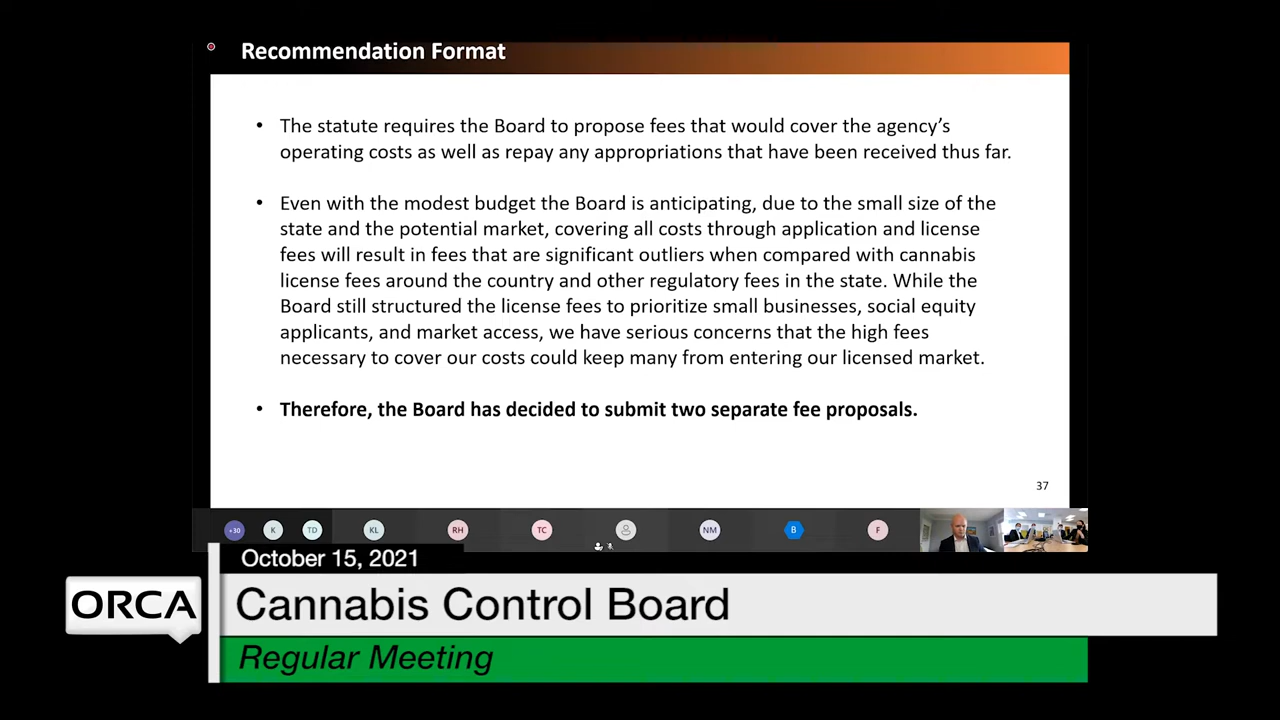 Recommendation Format
• The statute requires the Board to propose fees that would cover the agency's
operating costs as well as repay any appropriations that have been received thus far.
• Even with the modest budget the Board is anticipating, due to the small size of the
state and the potential market, covering all costs through application and license
fees will result in fees that are significant outliers when compared with cannabis
license fees around the country and other regulatory fees in the state. While the
Board still structured the license fees to prioritize small businesses, social equity
applicants, and market access, we have serious concerns that the high fees
necessary to cover our costs could keep many from entering our licensed market.
• Therefore, the Board has decided to submit two separate fee proposals.
37
+30 K TD KL RH TC NM B F
October 15, 2021
ORCA
Cannabis Control Board
Regular Meeting